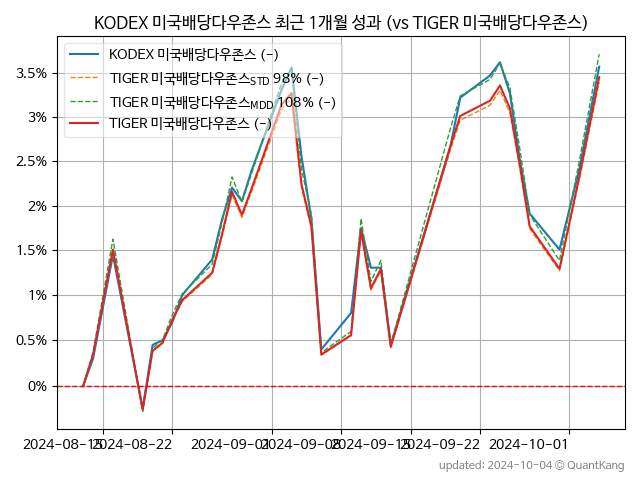 KODEX 미국배당다우존스 최근 1개월 성과 (vs TIGER 미국배당다우존스)
KODEX 미국배당다우존스 (-)
TIGER 미국배당다우존스STD 98% (-)
TIGER 미국배당다우존스MDD 108% (-)
TIGER 미국배당다우존스 (-)
3.5%
3%
2.5%
2%
1.5%
1%
0.5%
0%
2024-08-15
2024-08-22
2024-09-01
2024-09-08
2024-09-15
2024-09-22
2024-10-01
updated: 2024-10-04 © QuantKang